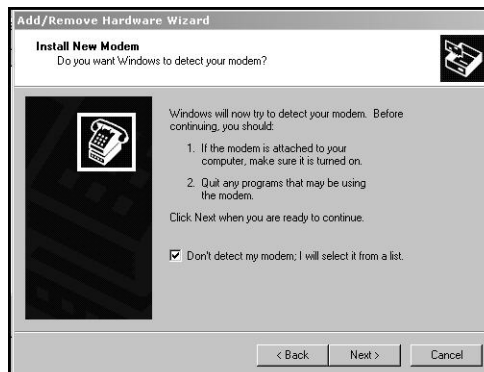 Add/Remove Hardware Wizard
Install New Modem
Do you want Windows to detect your modem?
Windows will now try to detect your modem. Before
continuing, you should:
1. If the modem is attached to your
computer, make sure it is turned on.
2. Quit any programs that may be using
the modem.
Click Next when you are ready to continue.
Don't detect my modem; I will select it from a list.
< Back Next > Cancel